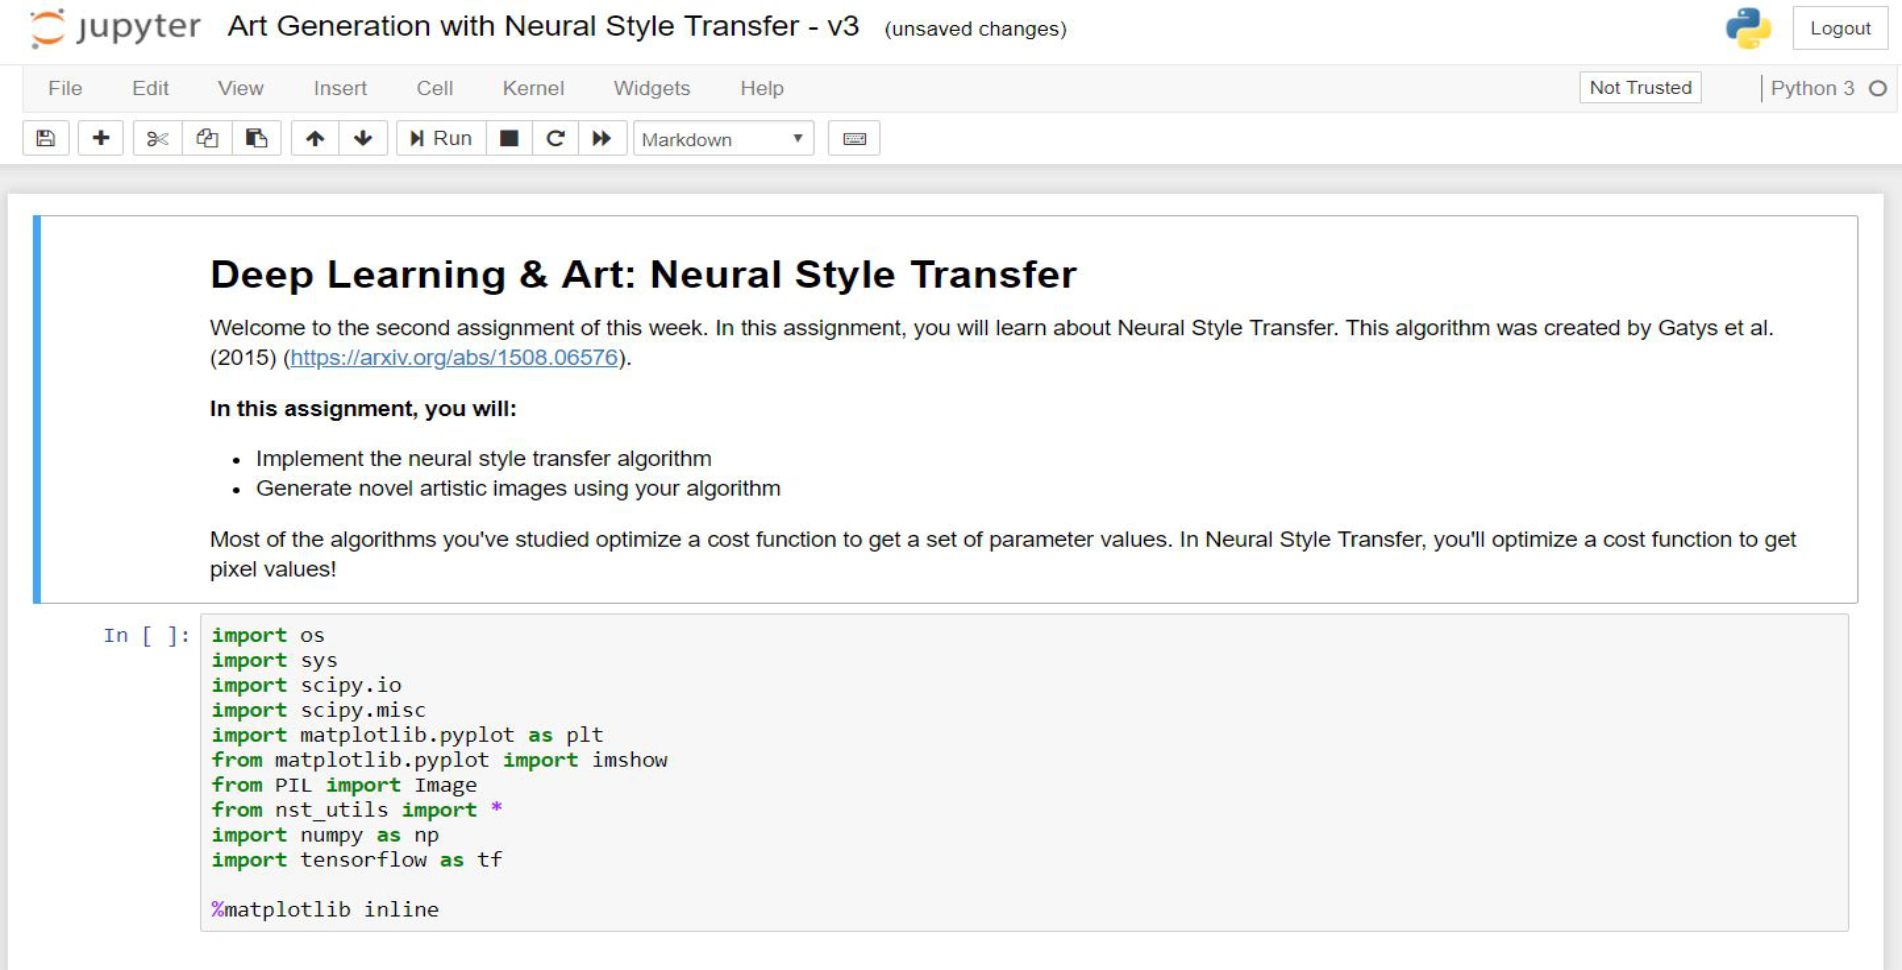 jupyter Art Generation with Neural Style Transfer - v3 (unsaved changes) Logout
File Edit View Insert Cell Kernel Widgets Help Not Trusted Python 3
Run Markdown
Deep Learning & Art: Neural Style Transfer
Welcome to the second assignment of this week. In this assignment, you will learn about Neural Style Transfer. This algorithm was created by Gatys et al.
(2015) (https://arxiv.org/abs/1508.06576).
In this assignment, you will:
• Implement the neural style transfer algorithm
• Generate novel artistic images using your algorithm
Most of the algorithms you've studied optimize a cost function to get a set of parameter values. In Neural Style Transfer, you'll optimize a cost function to get
pixel values!
In [ ]: import os
import sys
import scipy.io
import scipy.misc
import matplotlib.pyplot as plt
from matplotlib.pyplot import imshow
from PIL import Image
from nst_utils import *
import numpy as np
import tensorflow as tf
%matplotlib inline